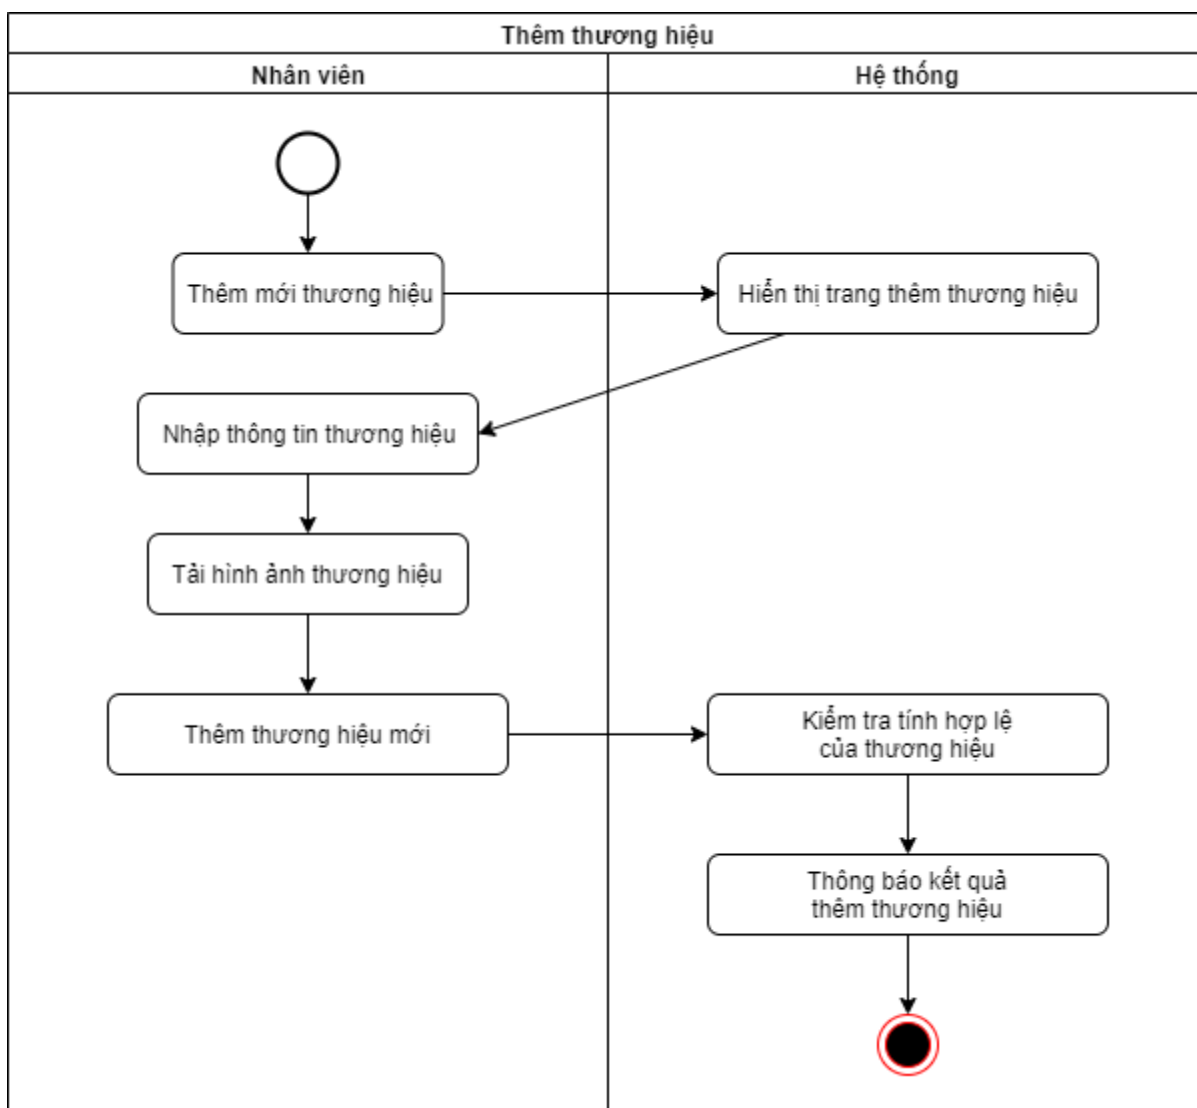 Thêm thương hiệu
Nhân viên
Hệ thống
Thêm mới thương hiệu
Hiển thị trang thêm thương hiệu
Nhập thông tin thương hiệu
Tải hình ảnh thương hiệu
Thêm thương hiệu mới
Kiểm tra tính hợp lệ
của thương hiệu
Thông báo kết quả
thêm thương hiệu